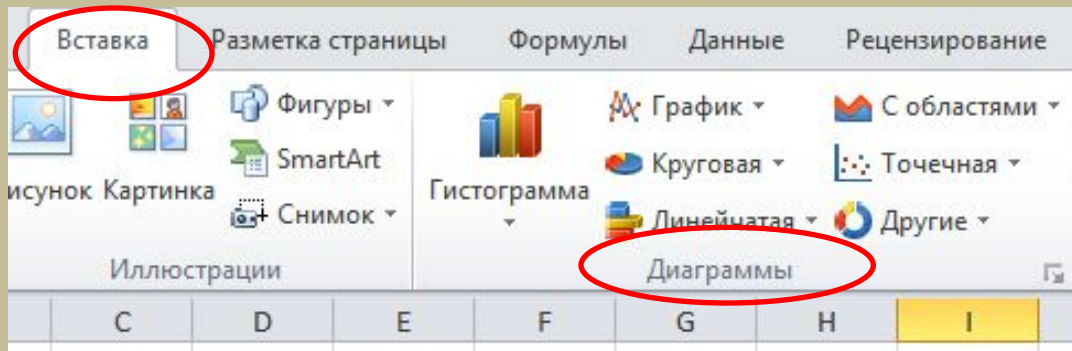 Вставка Разметка страницы Формулы Данные Рецензирование
Фигуры График С областями
SmartArt Круговая Точечная
исунок Картинка Гистограмма
Снимок Линейчатая Другие
Иллюстрации Диаграммы
C D E F G H I